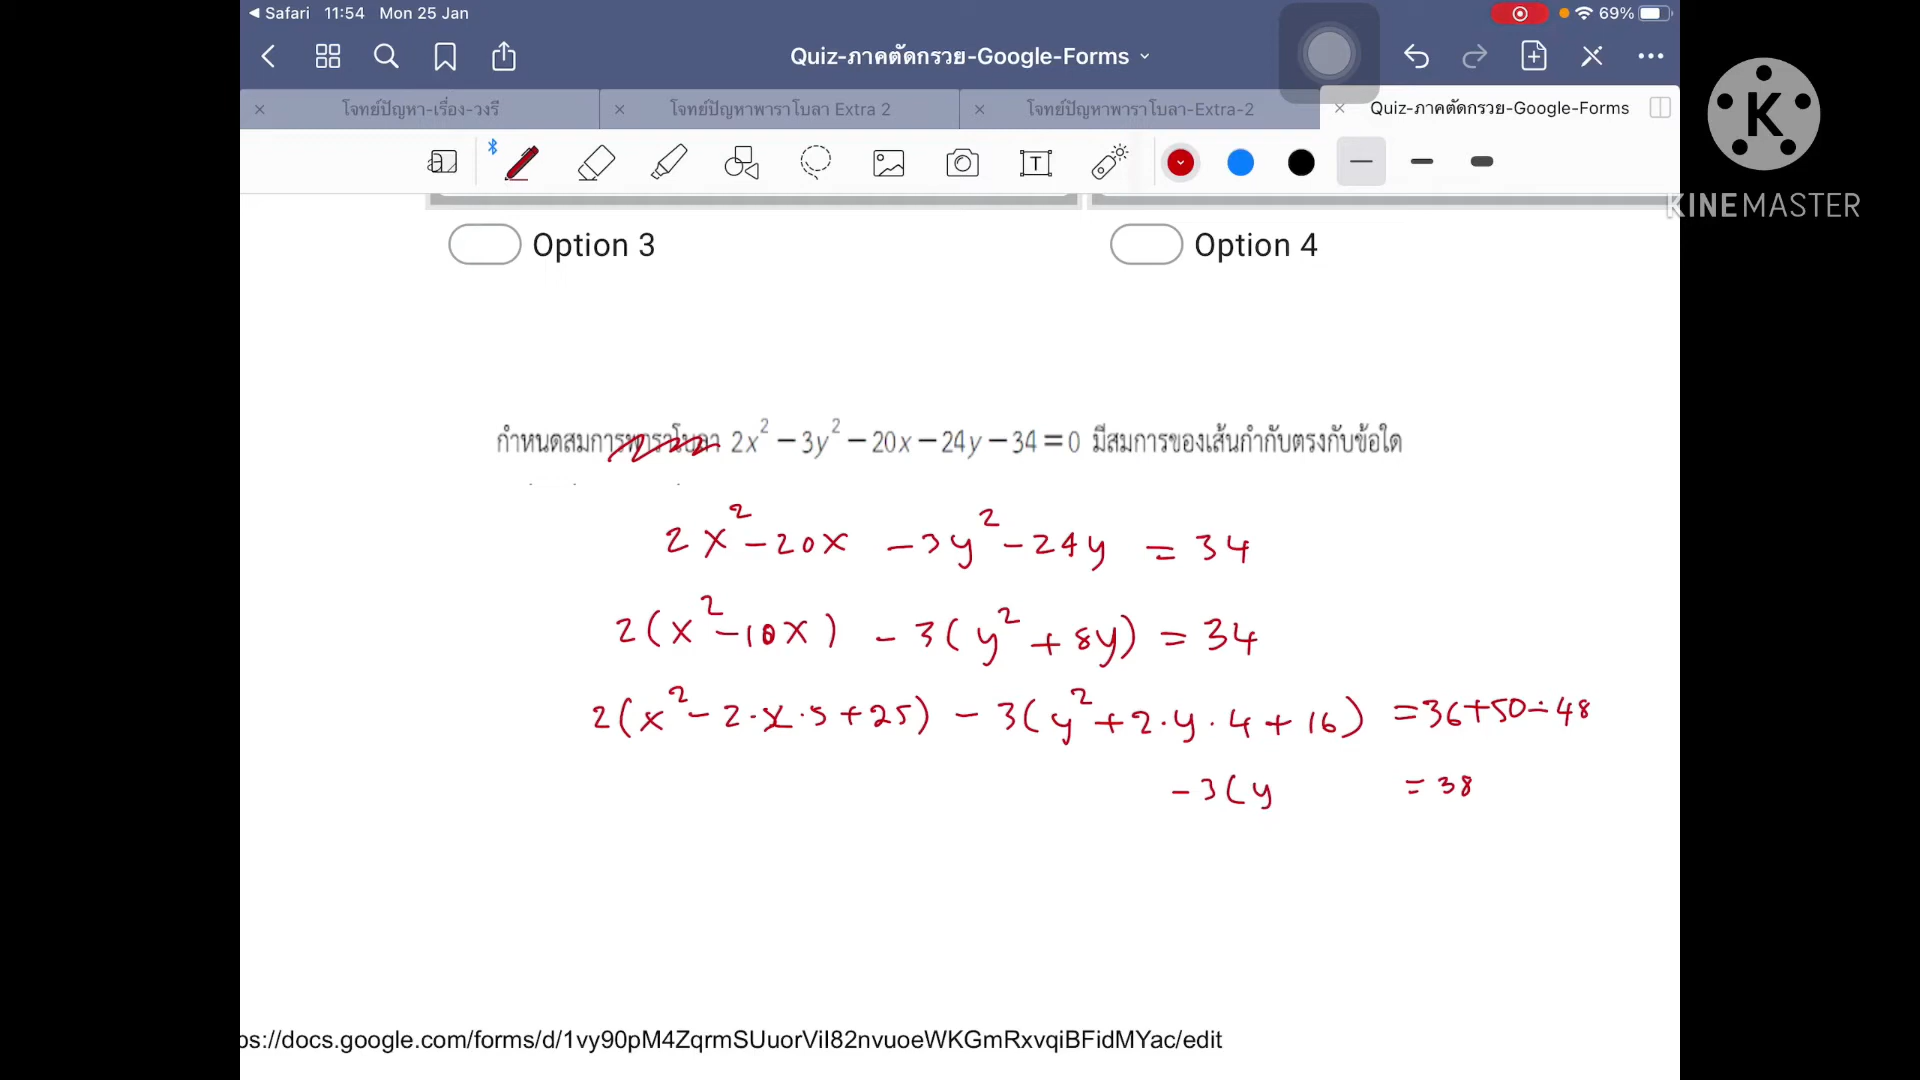 Safari 11:54 Mon 25 Jan 69%
Quiz-ภาคตัดกรวย-Google-Forms
โจทย์ปัญหา-เรื่อง-วงรี โจทย์ปัญหาพาราโบลา Extra 2 โจทย์ปัญหาพาราโบลา-Extra-2 Quiz-ภาคตัดกรวย-Google-Forms
K
KINEMASTER
Option 3 Option 4
กำหนดสมการพาราโบลา 2x² − 3y² − 20x − 24y − 34 = 0 มีสมการของเส้นกำกับตรงกับข้อใด
2x² − 20x − 3y² − 24y = 34
2(x² − 10x) − 3(y² + 8y) = 34
2(x² − 2·x·5 + 25) − 3(y² + 2·y·4 + 16) = 36 + 50 − 48
− 3(y = 38
ps://docs.google.com/forms/d/1vy90pM4ZqrmSUuorVil82nvuoeWKGmRxvqiBFidMYac/edit